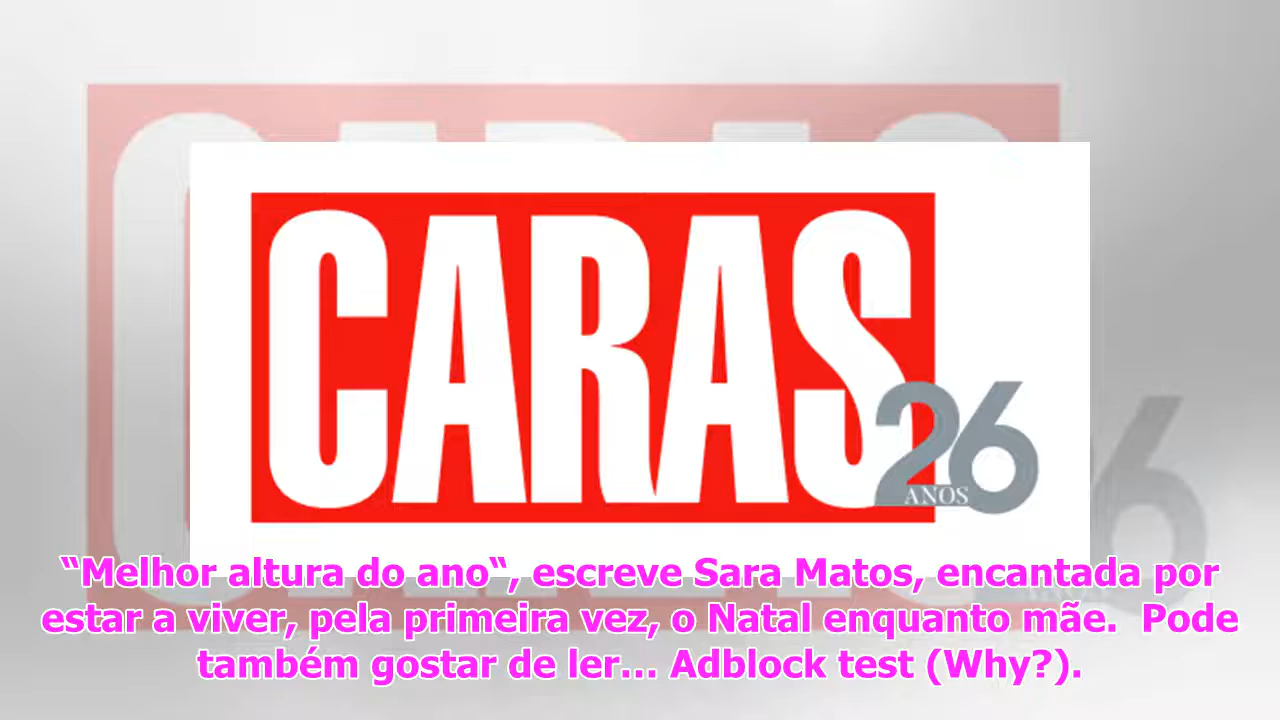 CARAS
26
ANOS
“Melhor altura do ano“, escreve Sara Matos, encantada por
estar a viver, pela primeira vez, o Natal enquanto mãe.  Pode
também gostar de ler... Adblock test (Why?).